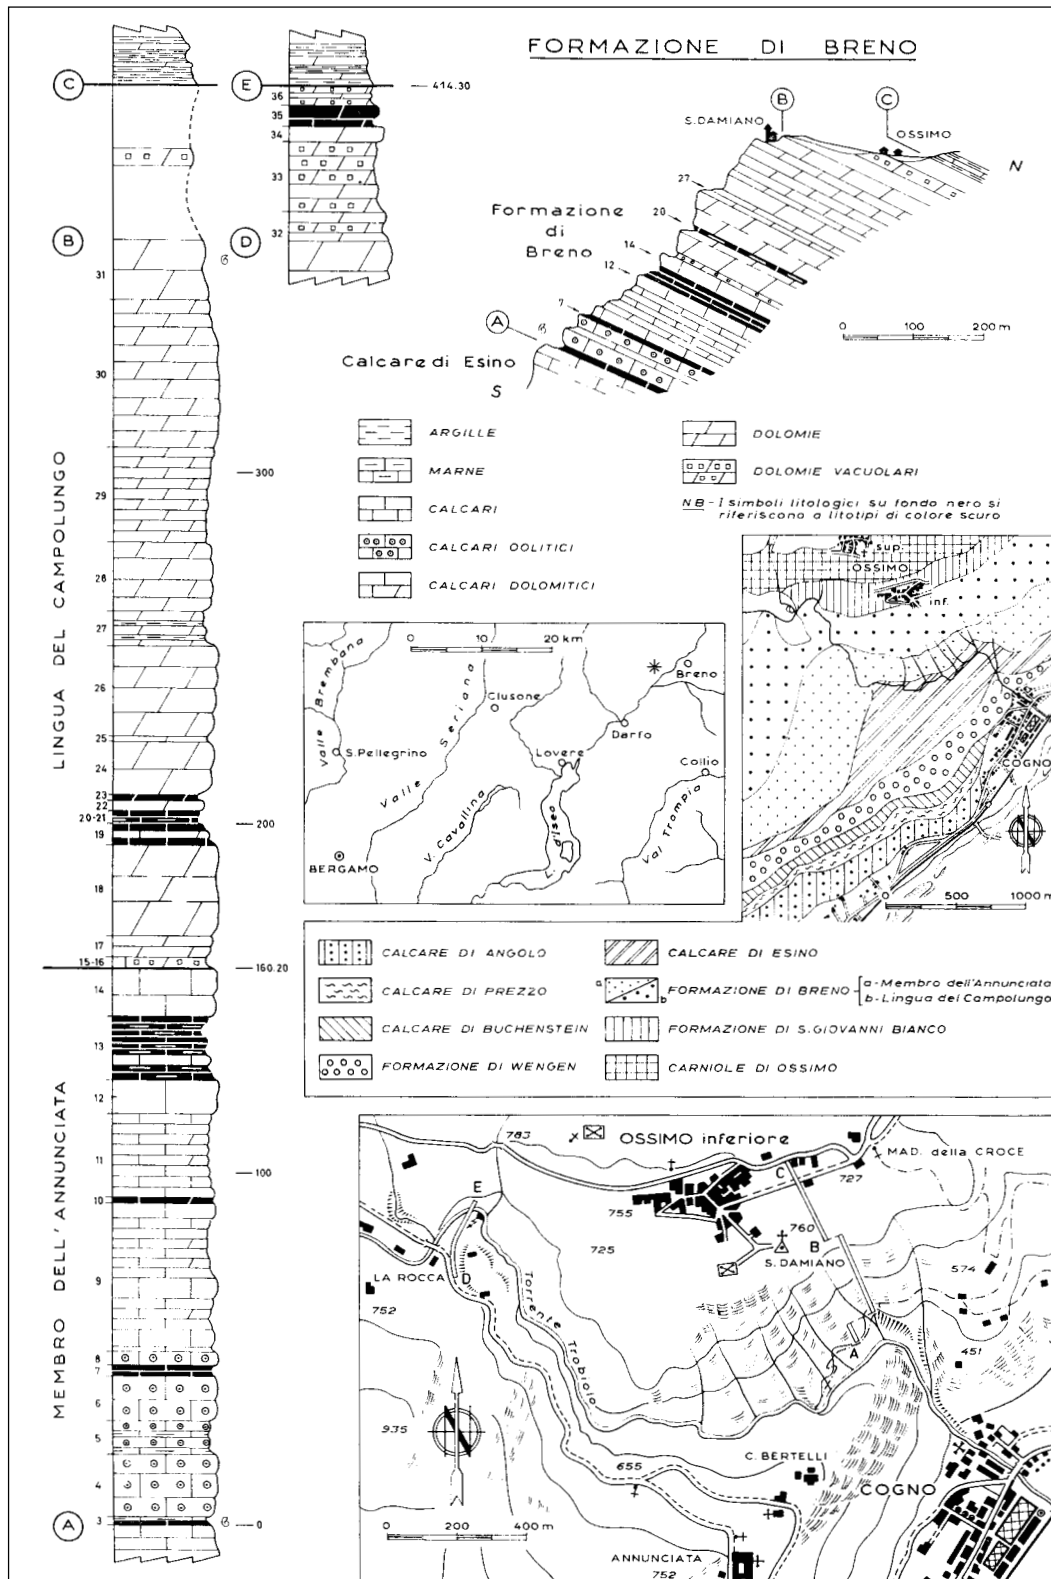 FORMAZIONE DI BRENO
C
E
414.30
36
35
34
33
32
B
D
31
30
300
29
28
27
26
25
24
23
22
20-21
200
19
18
17
15-16
160.20
14
13
12
11
100
10
9
8
7
6
5
4
3
A
0
LINGUA DEL CAMPOLUNGO
MEMBRO DELL'ANNUNCIATA
B
C
S.DAMIANO
OSSIMO
N
27
20
Formazione
di
Breno
14
12
7
A
Calcare di Esino
S
0 100 200 m
ARGILLE
MARNE
CALCARI
CALCARI OOLITICI
CALCARI DOLOMITICI
DOLOMIE
DOLOMIE VACUOLARI
NB - I simboli litologici su fondo nero si
riferiscono a litotipi di colore scuro
0 10 20 km
Valle Brembana
Valle Seriana
Clusone
Breno
S.Pellegrino
Darfo
Lovere
Collio
V. Cavallina
L. d'Iseo
Val Trompia
BERGAMO
sup.
OSSIMO
inf.
COGNO
0 500 1000 m
CALCARE DI ANGOLO
CALCARE DI PREZZO
CALCARE DI BUCHENSTEIN
FORMAZIONE DI WENGEN
CALCARE DI ESINO
a
b
FORMAZIONE DI BRENO
a-Membro dell'Annunciata
b-Lingua del Campolungo
FORMAZIONE DI S.GIOVANNI BIANCO
CARNIOLE DI OSSIMO
783
OSSIMO inferiore
MAD. della CROCE
C
727
E
755
760
B
725
S. DAMIANO
574
LA ROCCA
D
752
Torrente Trobiolo
A
451
935
655
C. BERTELLI
COGNO
0 200 400 m
ANNUNCIATA
752